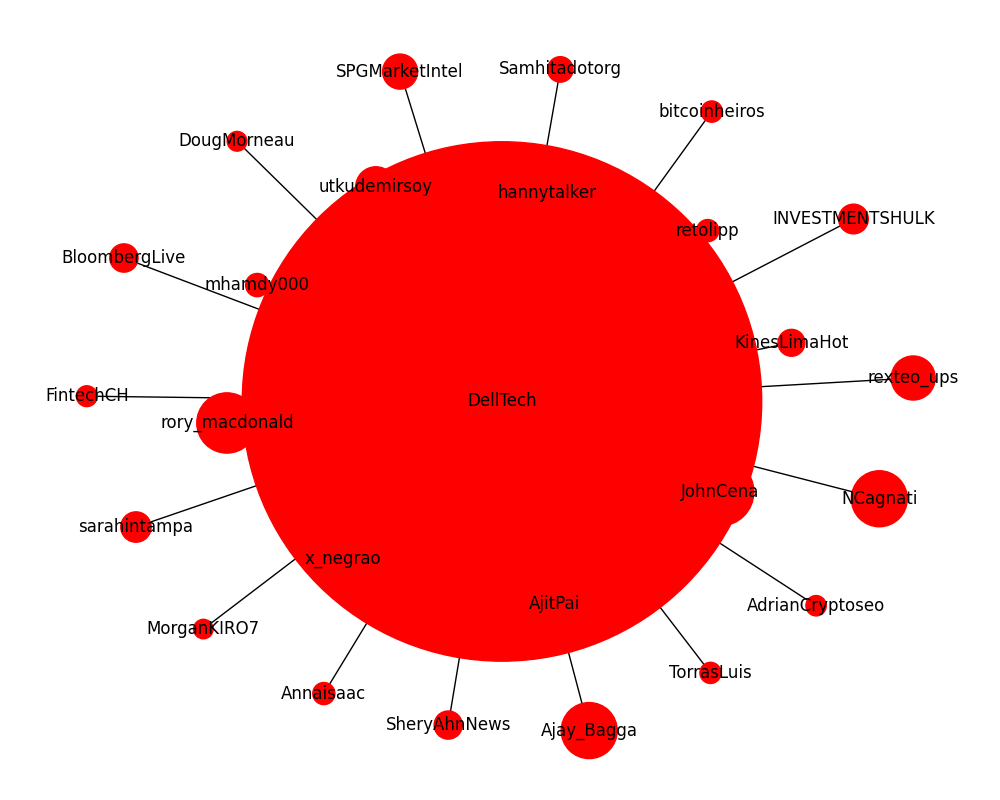 Samhitadotorg
SPGMarketIntel
bitcoinheiros
DougMorneau
utkudemirsoy
hannytalker
INVESTMENTSHULK
retolipp
BloombergLive
mhamdy000
KinesLimaHot
rexteo_ups
FintechCH
DellTech
rory_macdonald
JohnCena
NCagnati
sarahintampa
x_negrao
AjitPai
AdrianCryptoseo
MorganKIRO7
TorrasLuis
Annaisaac
SheryAhnNews
Ajay_Bagga